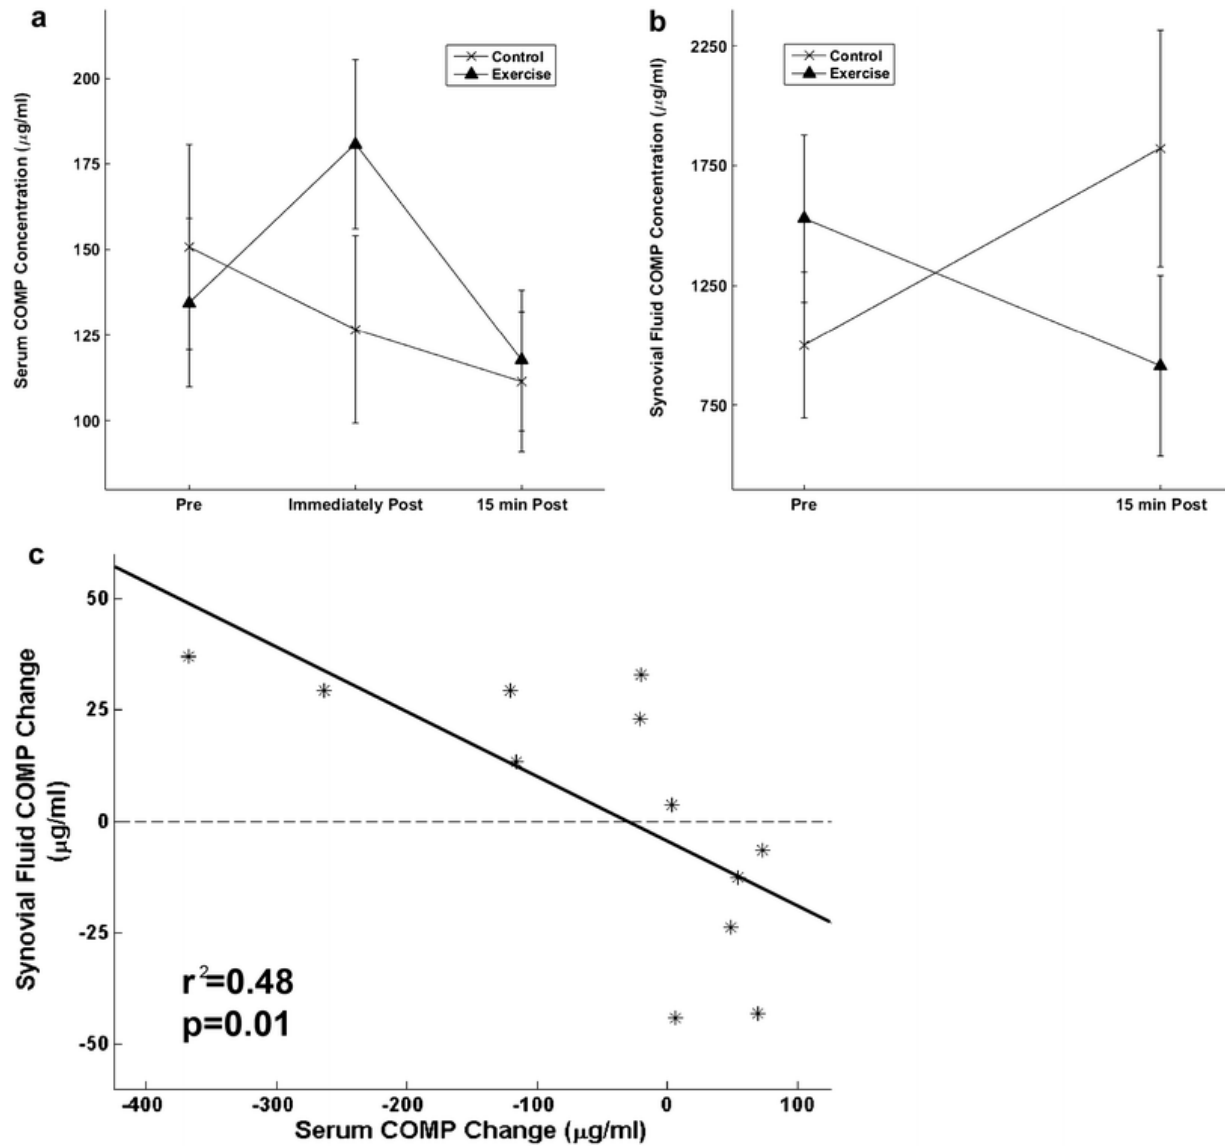 a
Control
Exercise
Serum COMP Concentration (μg/ml)
200
175
150
125
100
Pre
Immediately Post
15 min Post
b
Control
Exercise
Synovial Fluid COMP Concentration (μg/ml)
2250
1750
1250
750
Pre
15 min Post
c
Synovial Fluid COMP Change
(μg/ml)
50
25
0
-25
-50
r²=0.48
p=0.01
-400
-300
-200
-100
0
100
Serum COMP Change (μg/ml)